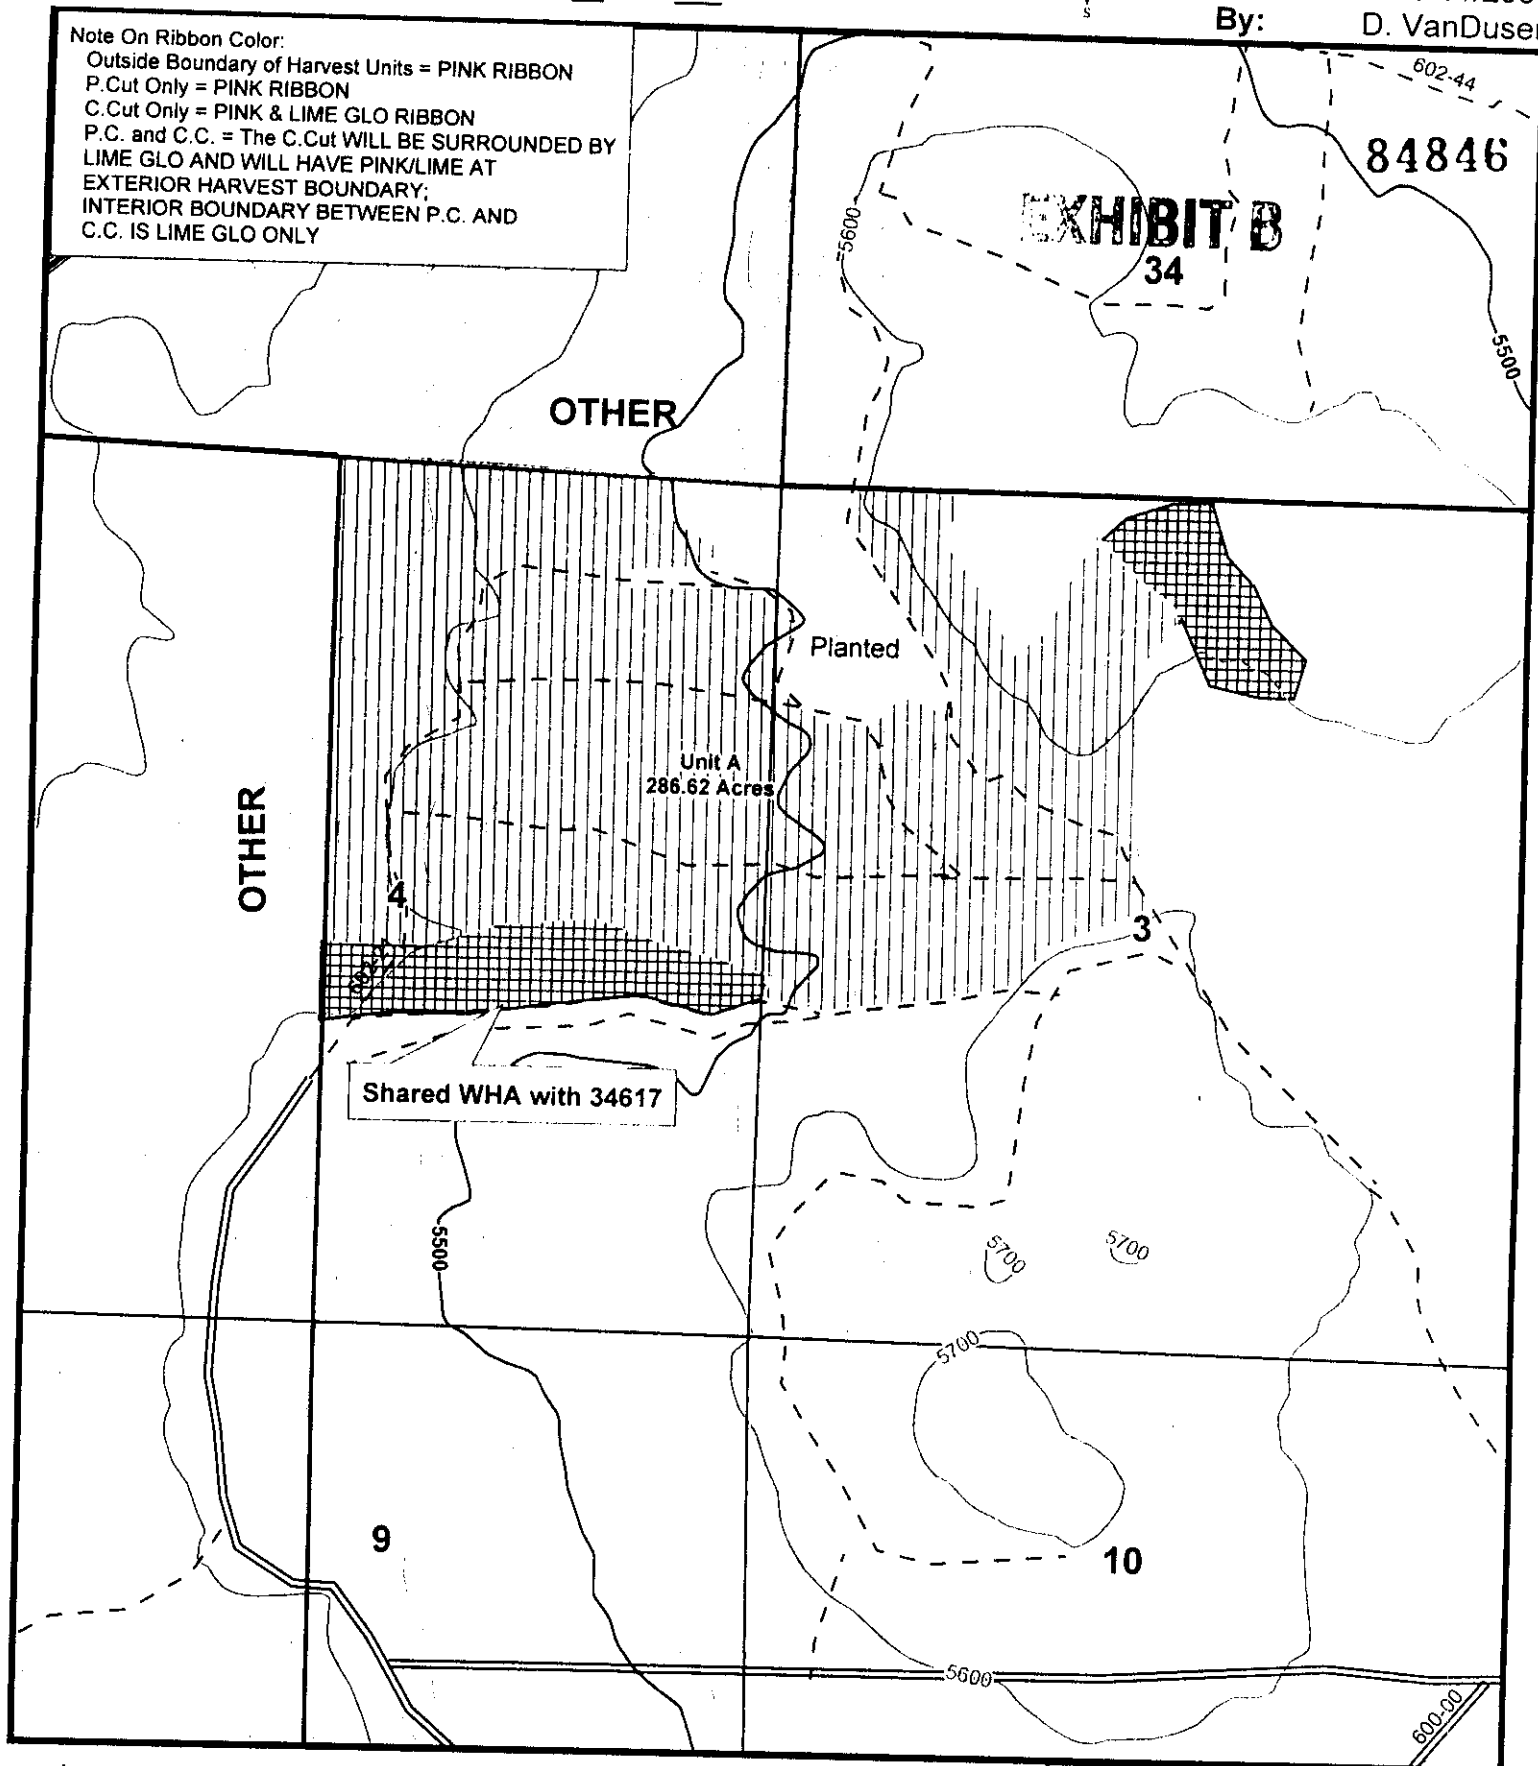 S
By: D. VanDusen
Note On Ribbon Color:
Outside Boundary of Harvest Units = PINK RIBBON
P.Cut Only = PINK RIBBON
C.Cut Only = PINK & LIME GLO RIBBON
P.C. and C.C. = The C.Cut WILL BE SURROUNDED BY
LIME GLO AND WILL HAVE PINK/LIME AT
EXTERIOR HARVEST BOUNDARY;
INTERIOR BOUNDARY BETWEEN P.C. AND
C.C. IS LIME GLO ONLY
602-44
84846
EXHIBIT B
5600
34
5500
OTHER
Planted
Unit A
286.62 Acres
OTHER
4
3
Shared WHA with 34617
5500
5700
5700
5700
9
10
5600
600-00